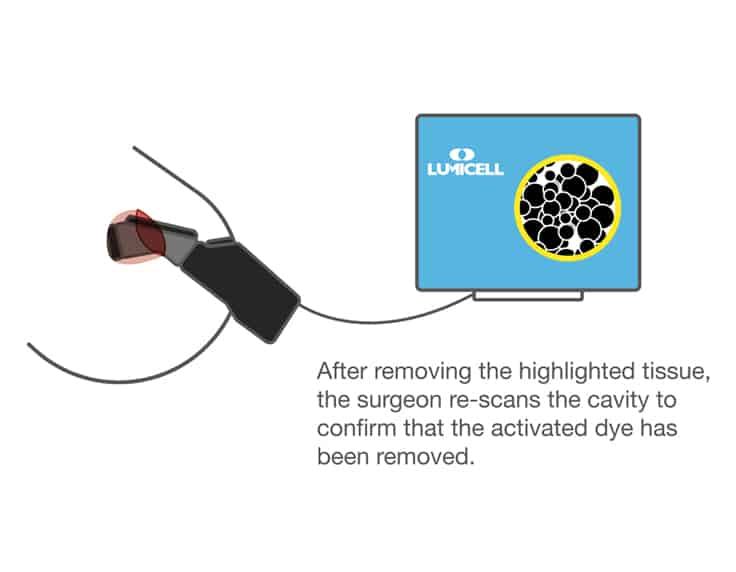 LUMICELL
After removing the highlighted tissue,
the surgeon re-scans the cavity to
confirm that the activated dye has
been removed.